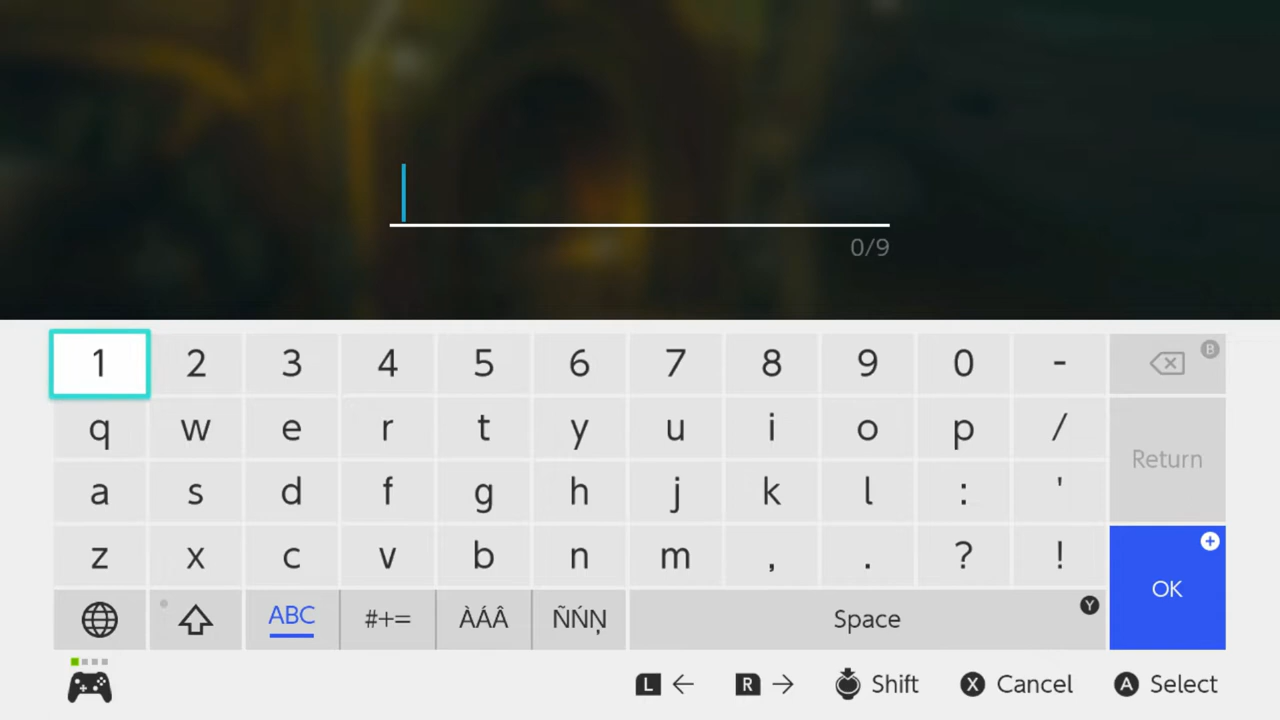 0/9
1 2 3 4 5 6 7 8 9 0 - B
q w e r t y u i o p /
Return
a s d f g h j k l : '
z x c v b n m , . ? ! +
OK
ABC #+= ÀÁÂ ÑŃŅ Space Y
L ← R → Shift X Cancel A Select